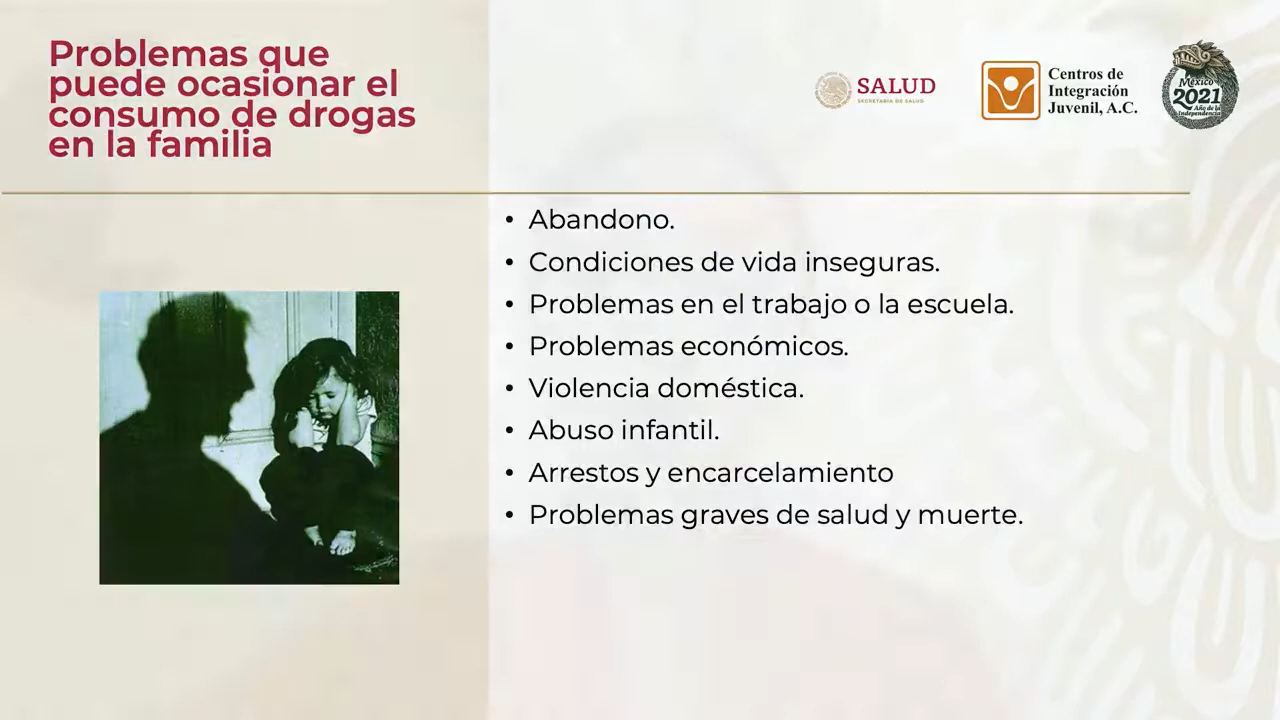 Problemas que
puede ocasionar el
consumo de drogas
en la familia
SALUD
SECRETARÍA DE SALUD
Centros de
Integración
Juvenil, A.C.
México
2021
Año de la
Independencia
• Abandono.
• Condiciones de vida inseguras.
• Problemas en el trabajo o la escuela.
• Problemas económicos.
• Violencia doméstica.
• Abuso infantil.
• Arrestos y encarcelamiento
• Problemas graves de salud y muerte.